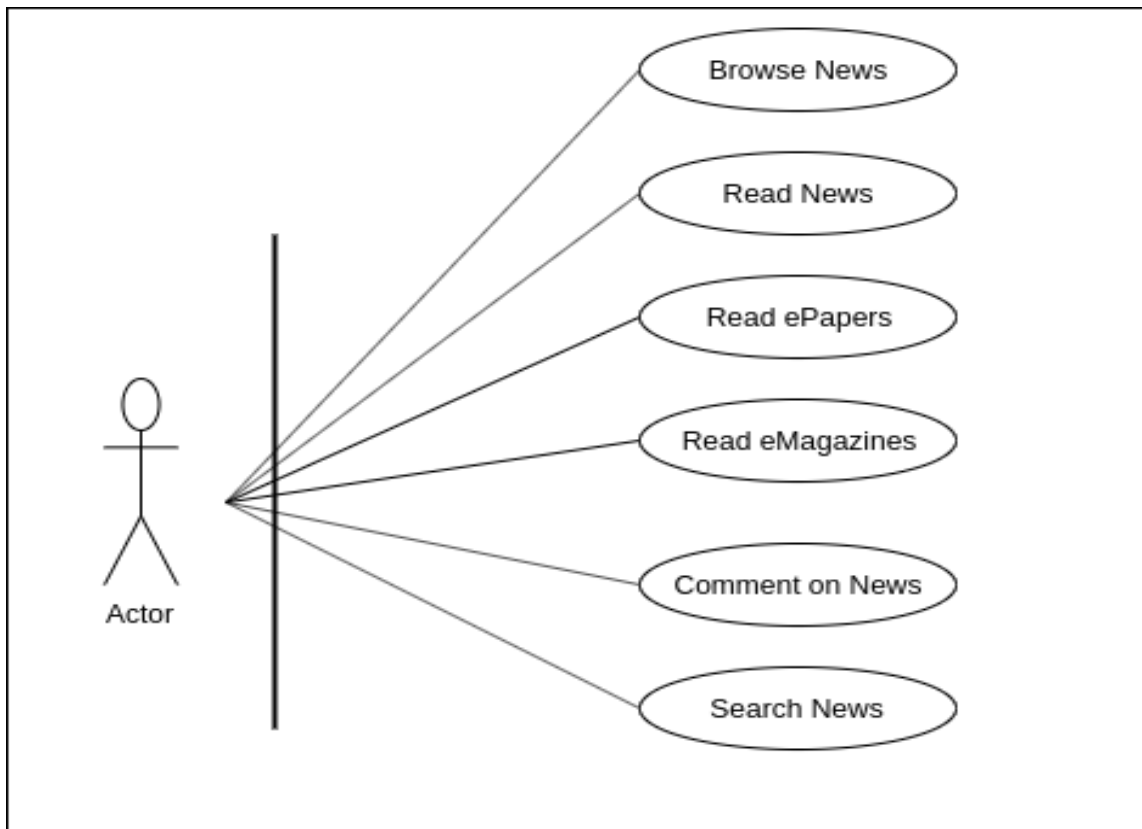 Browse News
Read News
Read ePapers
Read eMagazines
Comment on News
Search News
Actor